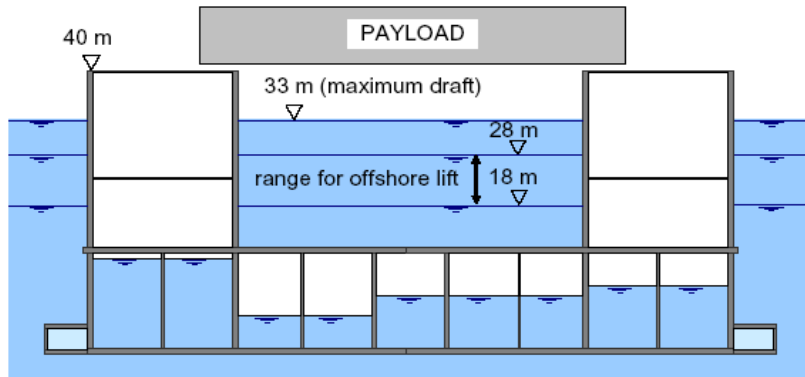 PAYLOAD
40 m
33 m (maximum draft)
28 m
range for offshore lift
18 m